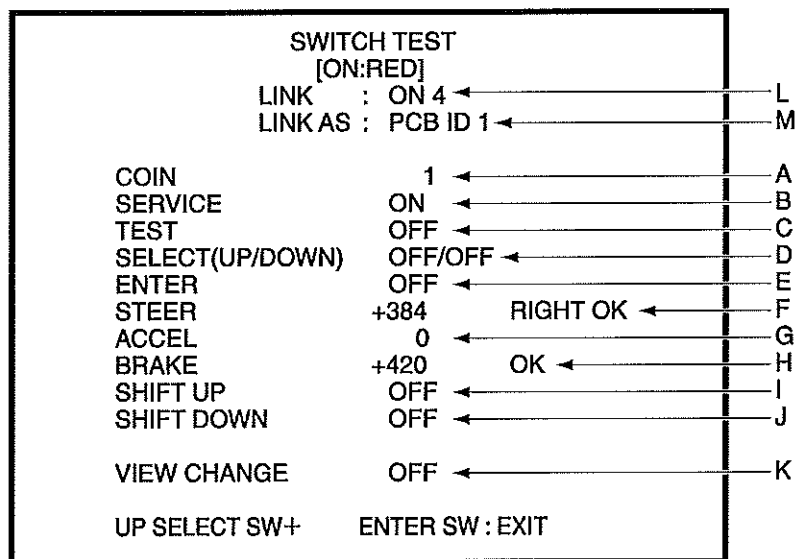 SWITCH TEST
[ON:RED]
LINK : ON 4 L
LINK AS : PCB ID 1 M
COIN 1 A
SERVICE ON B
TEST OFF C
SELECT(UP/DOWN) OFF/OFF D
ENTER OFF E
STEER +384 RIGHT OK F
ACCEL 0 G
BRAKE +420 OK H
SHIFT UP OFF I
SHIFT DOWN OFF J
VIEW CHANGE OFF K
UP SELECT SW+ ENTER SW : EXIT